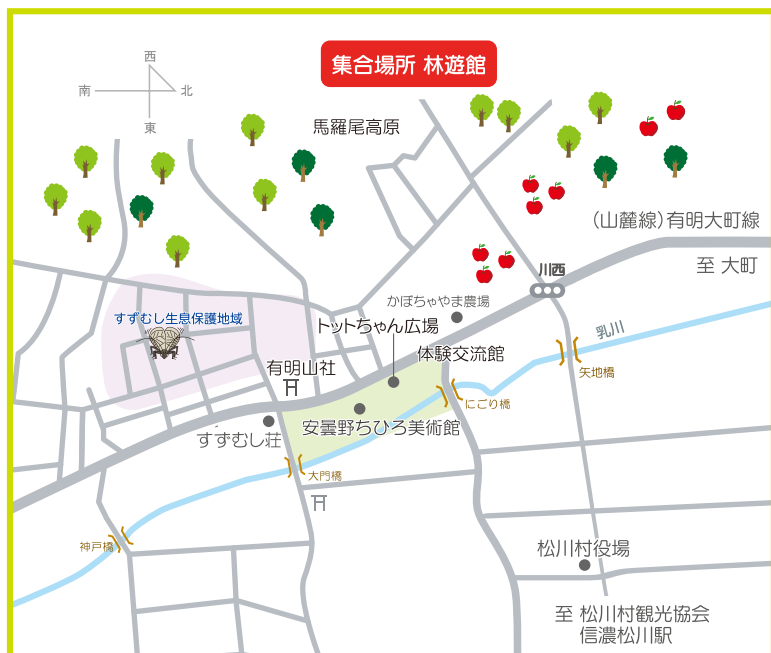 集合場所 林遊館
西
南
北
東
馬羅尾高原
(山麓線)有明大町線
至 大町
川西
かぼちゃやま農場
すずむし生息保護地域
トットちゃん広場
乳川
体験交流館
有明山社
矢地橋
にごり橋
安曇野ちひろ美術館
すずむし荘
大門橋
神戸橋
松川村役場
至 松川村観光協会
信濃松川駅